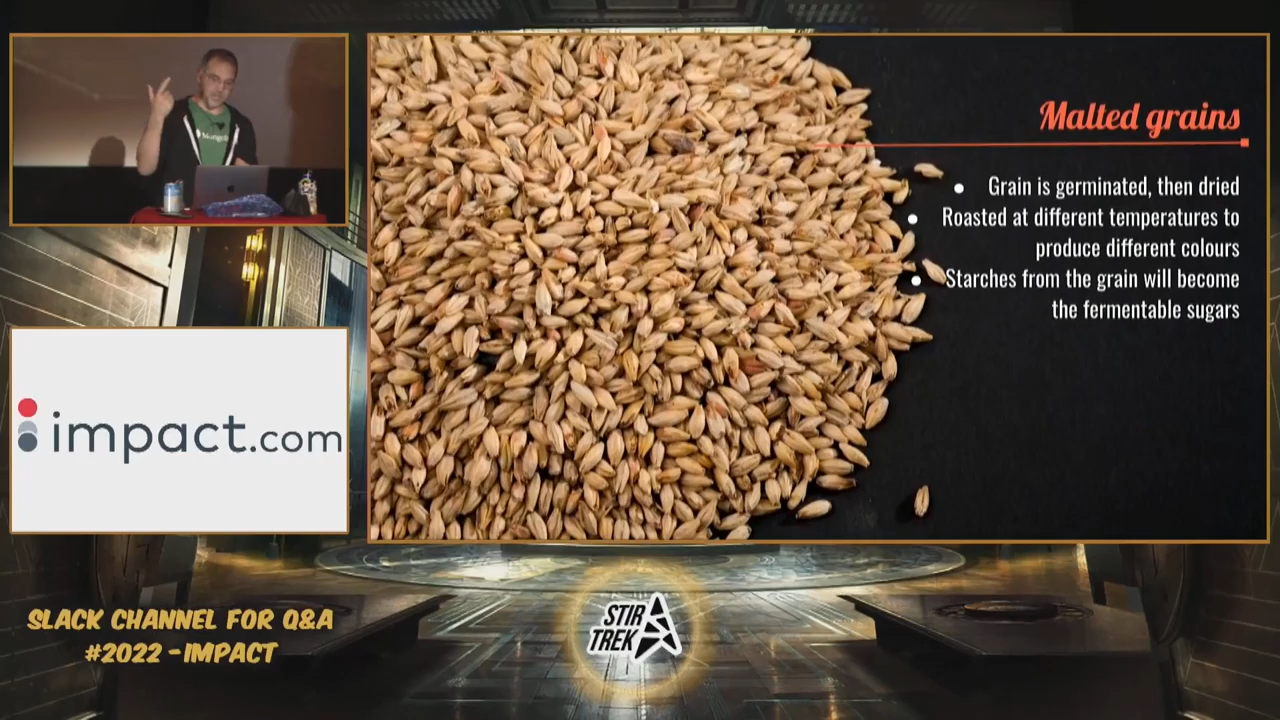 Malted grains
Grain is germinated, then dried
Roasted at different temperatures to
produce different colours
Starches from the grain will become
the fermentable sugars
impact.com
SLACK CHANNEL FOR Q&A
#2022 - IMPACT
STIR
TREK